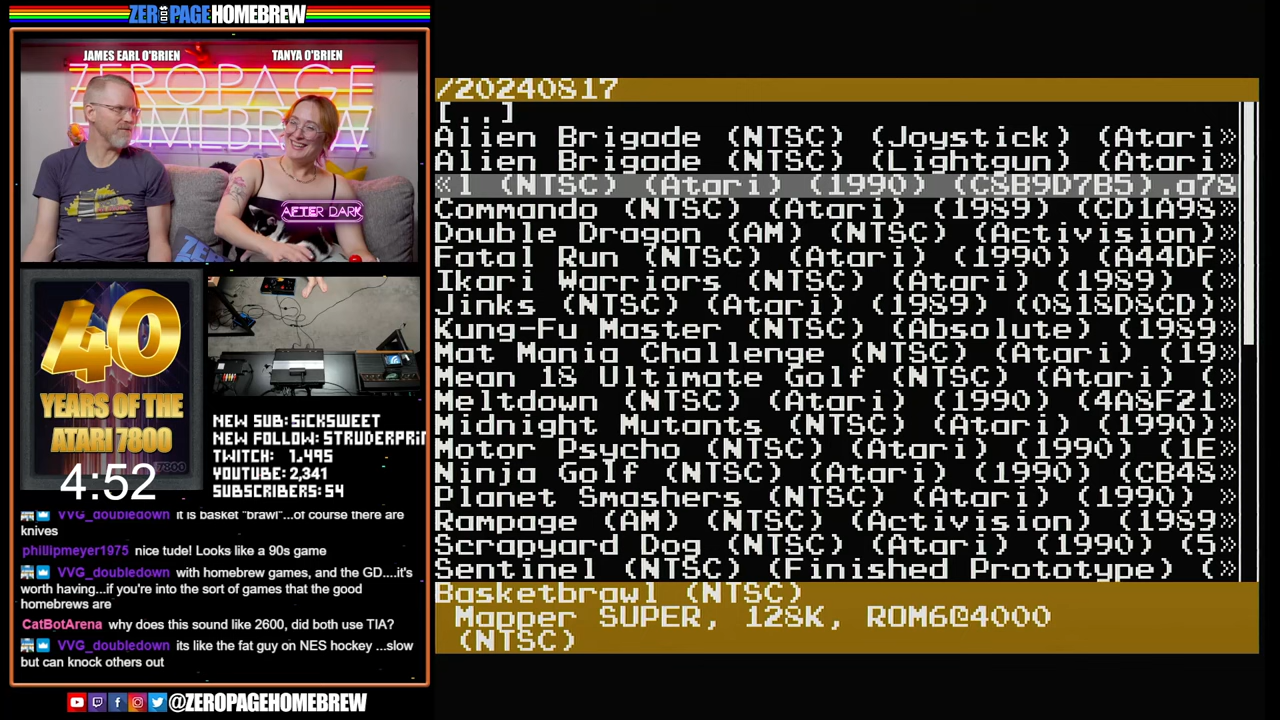 ZEROPAGEHOMEBREW
JAMES EARL O'BRIEN
TANYA O'BRIEN
ZEROPAGE
HOMEBREW
AFTER DARK
40
YEARS OF THE
ATARI 7800
4:52
NEW SUB: SICKSWEET
NEW FOLLOW: STRUDERPRIN
TWITCH: 1,495
YOUTUBE: 2,341
SUBSCRIBERS: 54
VVG_doubledown it is basket "brawl"...of course there are
knives
phillipmeyer1975 nice tude! Looks like a 90s game
VVG_doubledown with homebrew games, and the GD....it's
worth having...if you're into the sort of games that the good
homebrews are
CatBotArena why does this sound like 2600, did both use TIA?
VVG_doubledown its like the fat guy on NES hockey ...slow
but can knock others out
@ZEROPAGEHOMEBREW
/20240817
[..]
Alien Brigade (NTSC) (Joystick) (Atari»
Alien Brigade (NTSC) (Lightgun) (Atari»
«l (NTSC) (Atari) (1990) (C8B9D7B5).a78
Commando (NTSC) (Atari) (1989) (CD1A98»
Double Dragon (AM) (NTSC) (Activision)»
Fatal Run (NTSC) (Atari) (1990) (A44DF»
Ikari Warriors (NTSC) (Atari) (1989) (»
Jinks (NTSC) (Atari) (1989) (0818D8CD)»
Kung-Fu Master (NTSC) (Absolute) (1989»
Mat Mania Challenge (NTSC) (Atari) (19»
Mean 18 Ultimate Golf (NTSC) (Atari) (»
Meltdown (NTSC) (Atari) (1990) (4A8F21»
Midnight Mutants (NTSC) (Atari) (1990)»
Motor Psycho (NTSC) (Atari) (1990) (1E»
Ninja Golf (NTSC) (Atari) (1990) (CB48»
Planet Smashers (NTSC) (Atari) (1990) »
Rampage (AM) (NTSC) (Activision) (1989»
Scrapyard Dog (NTSC) (Atari) (1990) (5»
Sentinel (NTSC) (Finished Prototype) (»
Basketbrawl (NTSC)
Mapper SUPER, 128K, ROM6@4000
(NTSC)